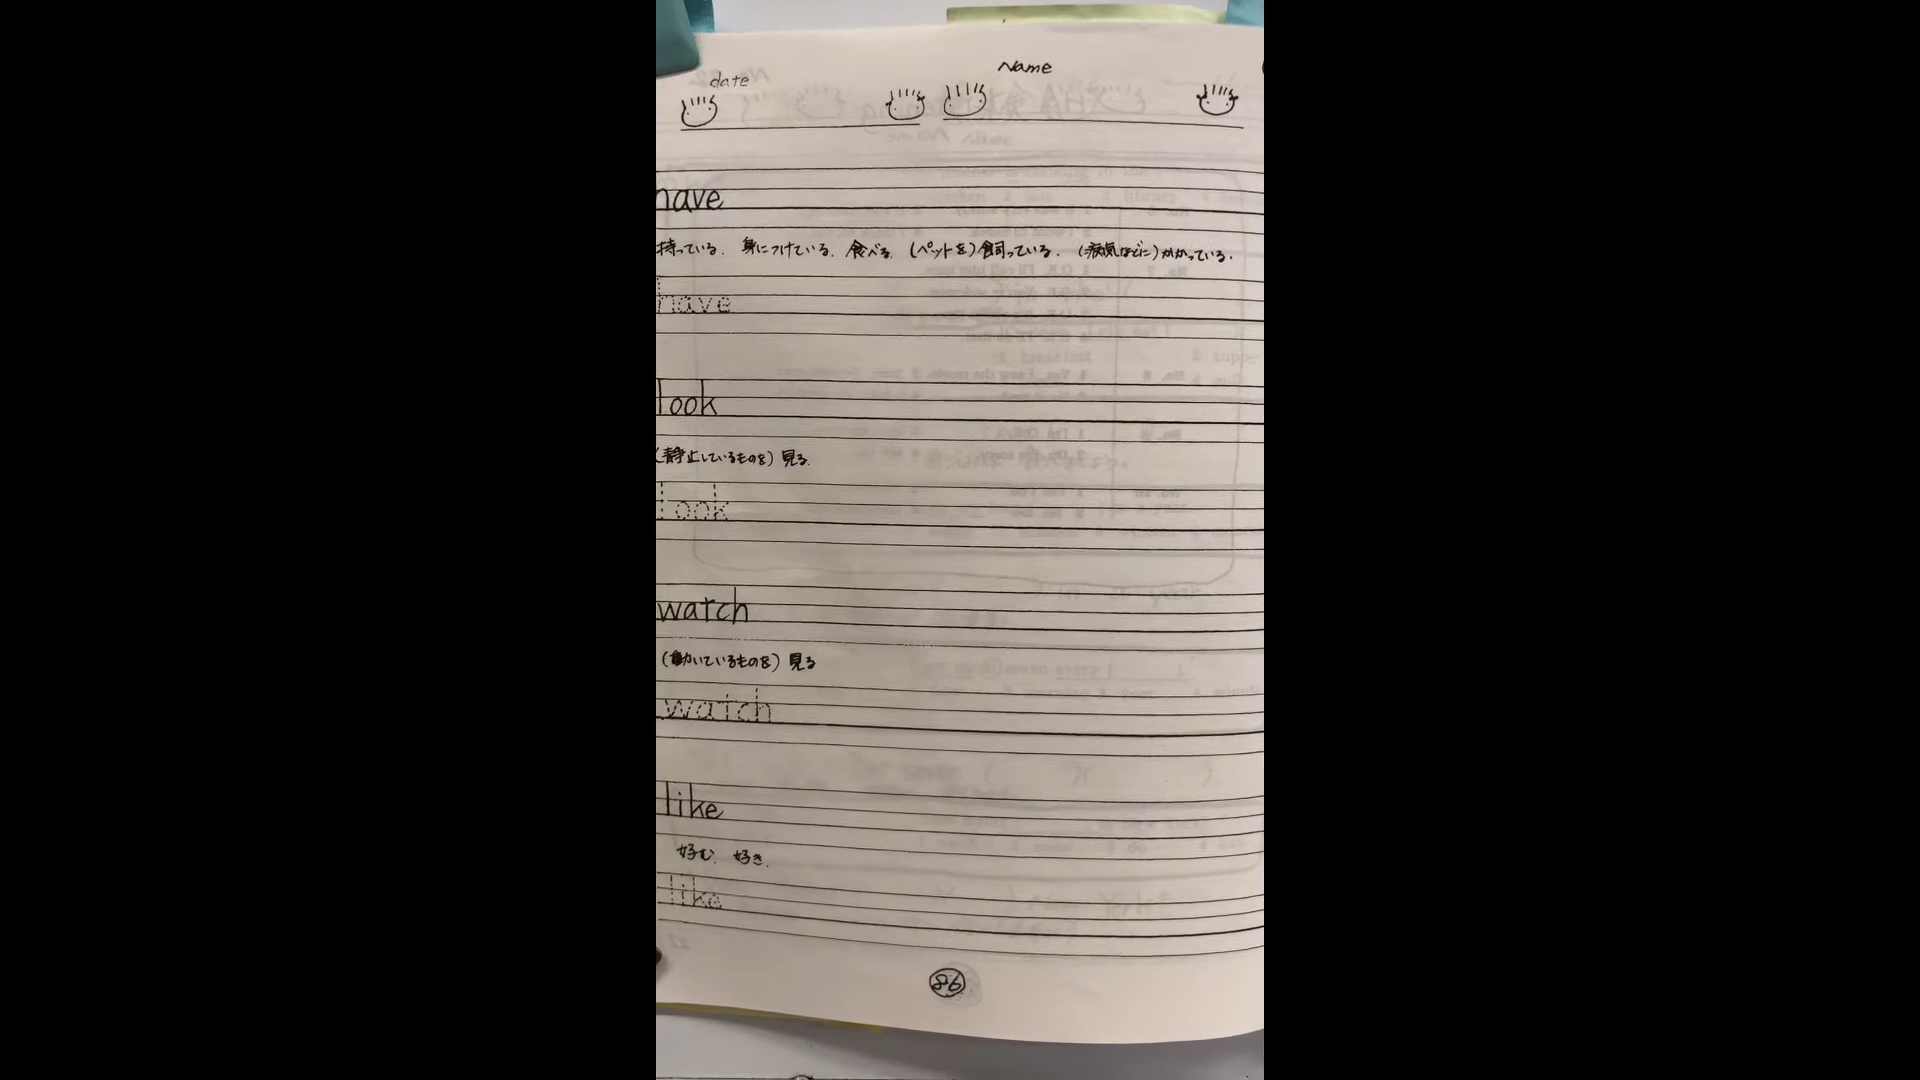 date
Name
have
持っている. 身につけている. 食べる. (ペットを)飼っている. (病気などに)かかっている.
have
look
(静止しているものを)見る.
look
watch
(動いているものを)見る
watch
like
好む. 好き.
like
86